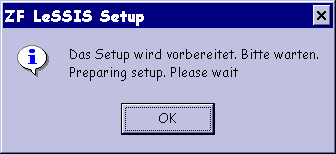 ZF LeSSIS Setup
Das Setup wird vorbereitet. Bitte warten.
Preparing setup. Please wait
OK